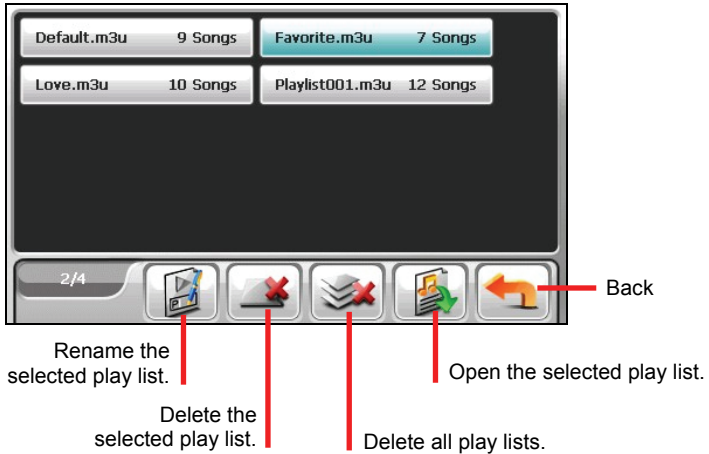 Default.m3u 9 Songs
Favorite.m3u 7 Songs
Love.m3u 10 Songs
Playlist001.m3u 12 Songs
2/4
Back
Rename the
selected play list.
Open the selected play list.
Delete the
selected play list.
Delete all play lists.